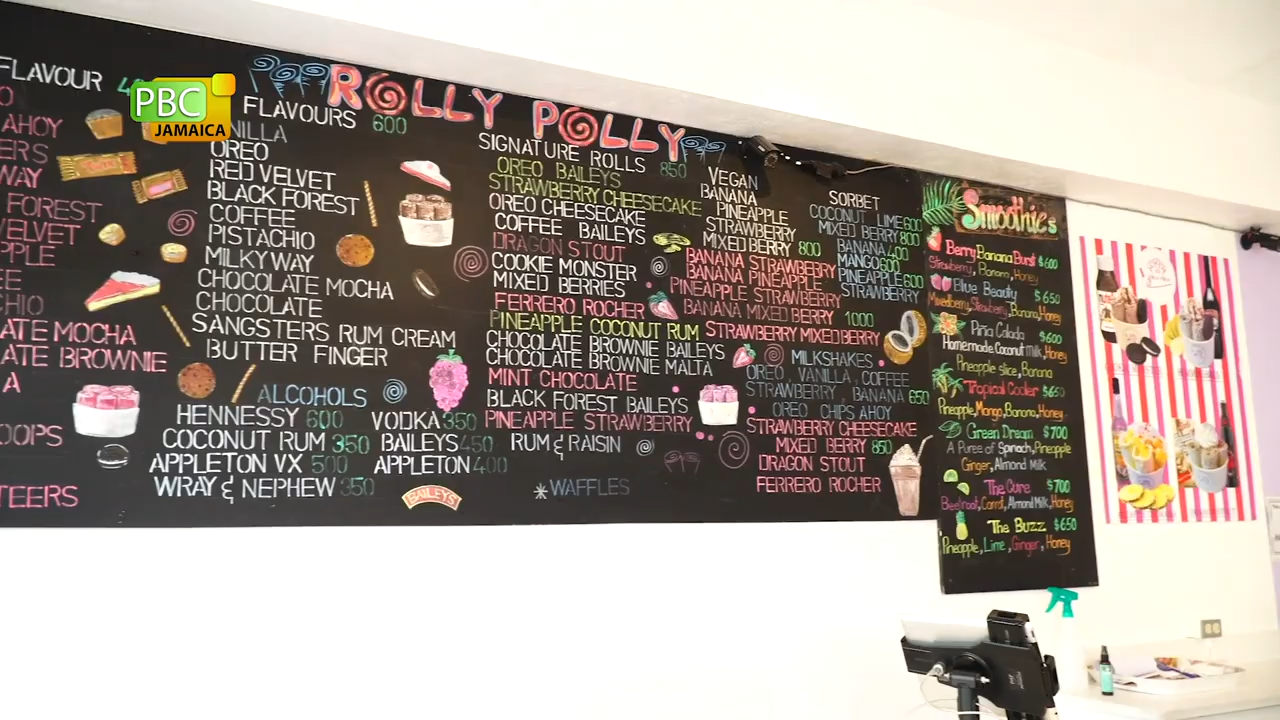 PBC
JAMAICA
ROLLY POLLY
FLAVOUR
AHOY
ERS
WAY
FOREST
ELVET
PPLE
EE
CHIO
ATE MOCHA
ATE BROWNIE
A
OOPS
TEERS
FLAVOURS 600
NILLA
OREO
RED VELVET
BLACK FOREST
COFFEE
PISTACHIO
MILKYWAY
CHOCOLATE MOCHA
CHOCOLATE
SANGSTERS RUM CREAM
BUTTER FINGER
ALCOHOLS
HENNESSY 600 VODKA 350
COCONUT RUM 350 BAILEYS 450 RUM & RAISIN
APPLETON VX 500 APPLETON 400
WRAY & NEPHEW 350
BAILEYS
WAFFLES
SIGNATURE ROLLS 850
OREO BAILEYS
STRAWBERRY CHEESECAKE
OREO CHEESECAKE
COFFEE BAILEYS
DRAGON STOUT
COOKIE MONSTER
MIXED BERRIES
FERRERO ROCHER
PINEAPPLE COCONUT RUM
CHOCOLATE BROWNIE BAILEYS
CHOCOLATE BROWNIE MALTA
MINT CHOCOLATE
BLACK FOREST BAILEYS
PINEAPPLE STRAWBERRY
VEGAN
BANANA
PINEAPPLE
STRAWBERRY
MIXED BERRY 800
BANANA STRAWBERRY
BANANA PINEAPPLE
PINEAPPLE STRAWBERRY
BANANA MIXED BERRY 1000
STRAWBERRY MIXED BERRY
SORBET
COCONUT LIME 600
MIXED BERRY 800
BANANA 400
MANGO 600
PINEAPPLE 600
STRAWBERRY
MILKSHAKES
OREO, VANILLA, COFFEE
STRAWBERRY, BANANA 650
OREO CHIPS AHOY
STRAWBERRY CHEESECAKE
MIXED BERRY 850
DRAGON STOUT
FERRERO ROCHER
Smoothies
Berry Banana Burst $600
Strawberry, Banana, Honey
Blue Beauty $650
Mixedberry, Strawberry, Banana, Honey
Piña Colada $600
Homemade Coconut Milk, Honey
Pineapple slice, Banana
Tropical Cooler $650
Pineapple, Mango, Banana, Honey
Green Dream $700
A Puree of Spinach, Pineapple
Ginger, Almond Milk
The Cure $700
Beetroot, Carrot, Almond Milk, Honey
The Buzz $650
Pineapple, Lime, Ginger, Honey